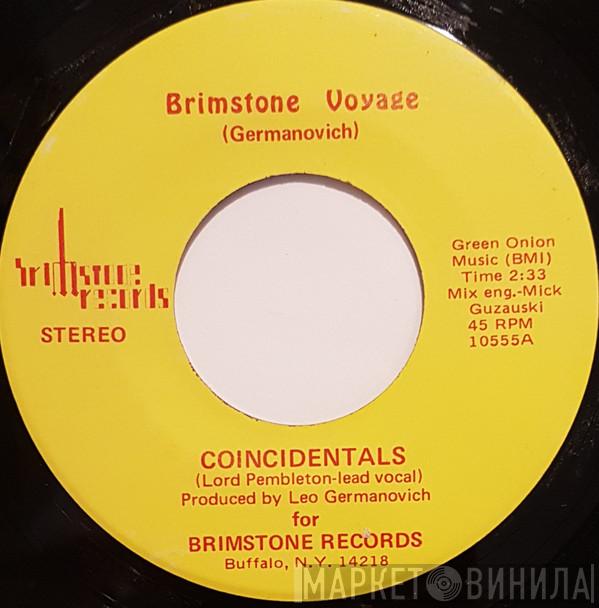 Brimstone Voyage
(Germanovich)
brimstone
records
STEREO
Green Onion
Music (BMI)
Time 2:33
Mix eng.-Mick
Guzauski
45 RPM
10555A
COINCIDENTALS
(Lord Pembleton-lead vocal)
Produced by Leo Germanovich
for
BRIMSTONE RECORDS
Buffalo, N.Y. 14218
МАРКЕТ ВИНИЛА